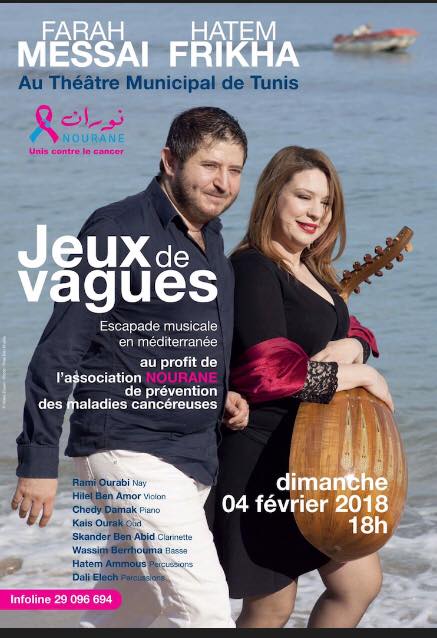 FARAH HATEM
MESSAI FRIKHA
Au Théâtre Municipal de Tunis
نوران
NOURANE
Unis contre le cancer
Jeux de
vagues
Escapade musicale
en méditerranée
au profit de
l'association NOURANE
de prévention
des maladies cancéreuses
dimanche
04 février 2018
18h
Rami Ourabi Nay
Hilel Ben Amor Violon
Chedy Damak Piano
Kais Ourak Oud
Skander Ben Abid Clarinette
Wassim Berrhouma Basse
Hatem Ammous Percussions
Dali Elech Percussions
Infoline 29 096 694